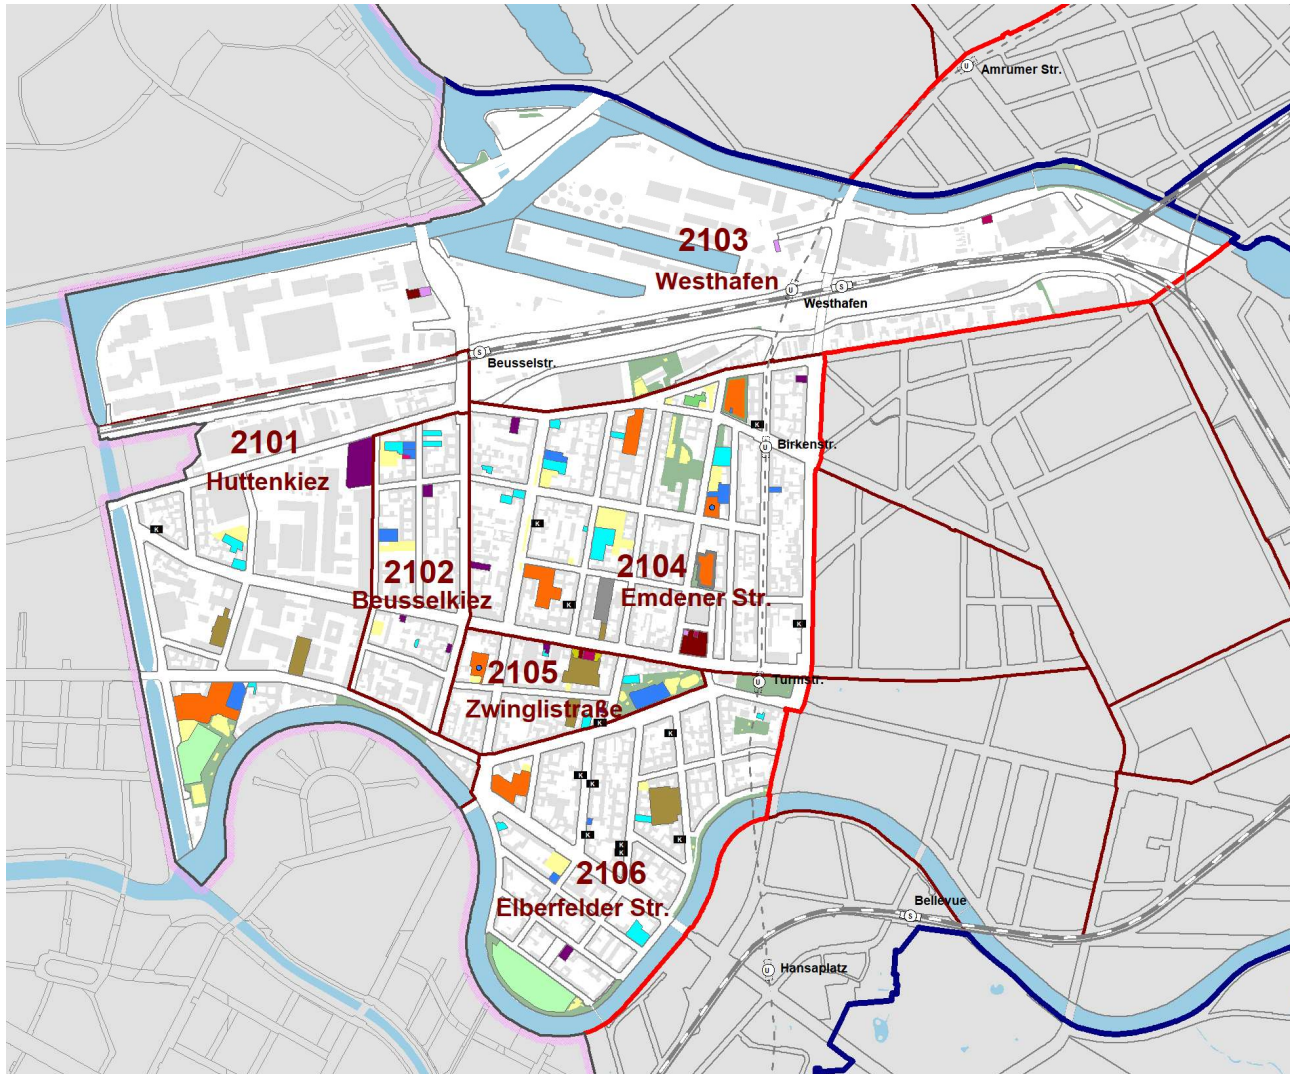 U
Amrumer Str.
2103
Westhafen
U
S
Westhafen
S
Beusselstr.
K
2101
Huttenkiez
U
Birkenstr.
K
K
2102
Beusselkiez
2104
Emdener Str.
K
K
2105
Zwinglistraße
U
Turmstr.
K
K
K
K
K
K
K
K
2106
Elberfelder Str.
S
Bellevue
U
Hansaplatz